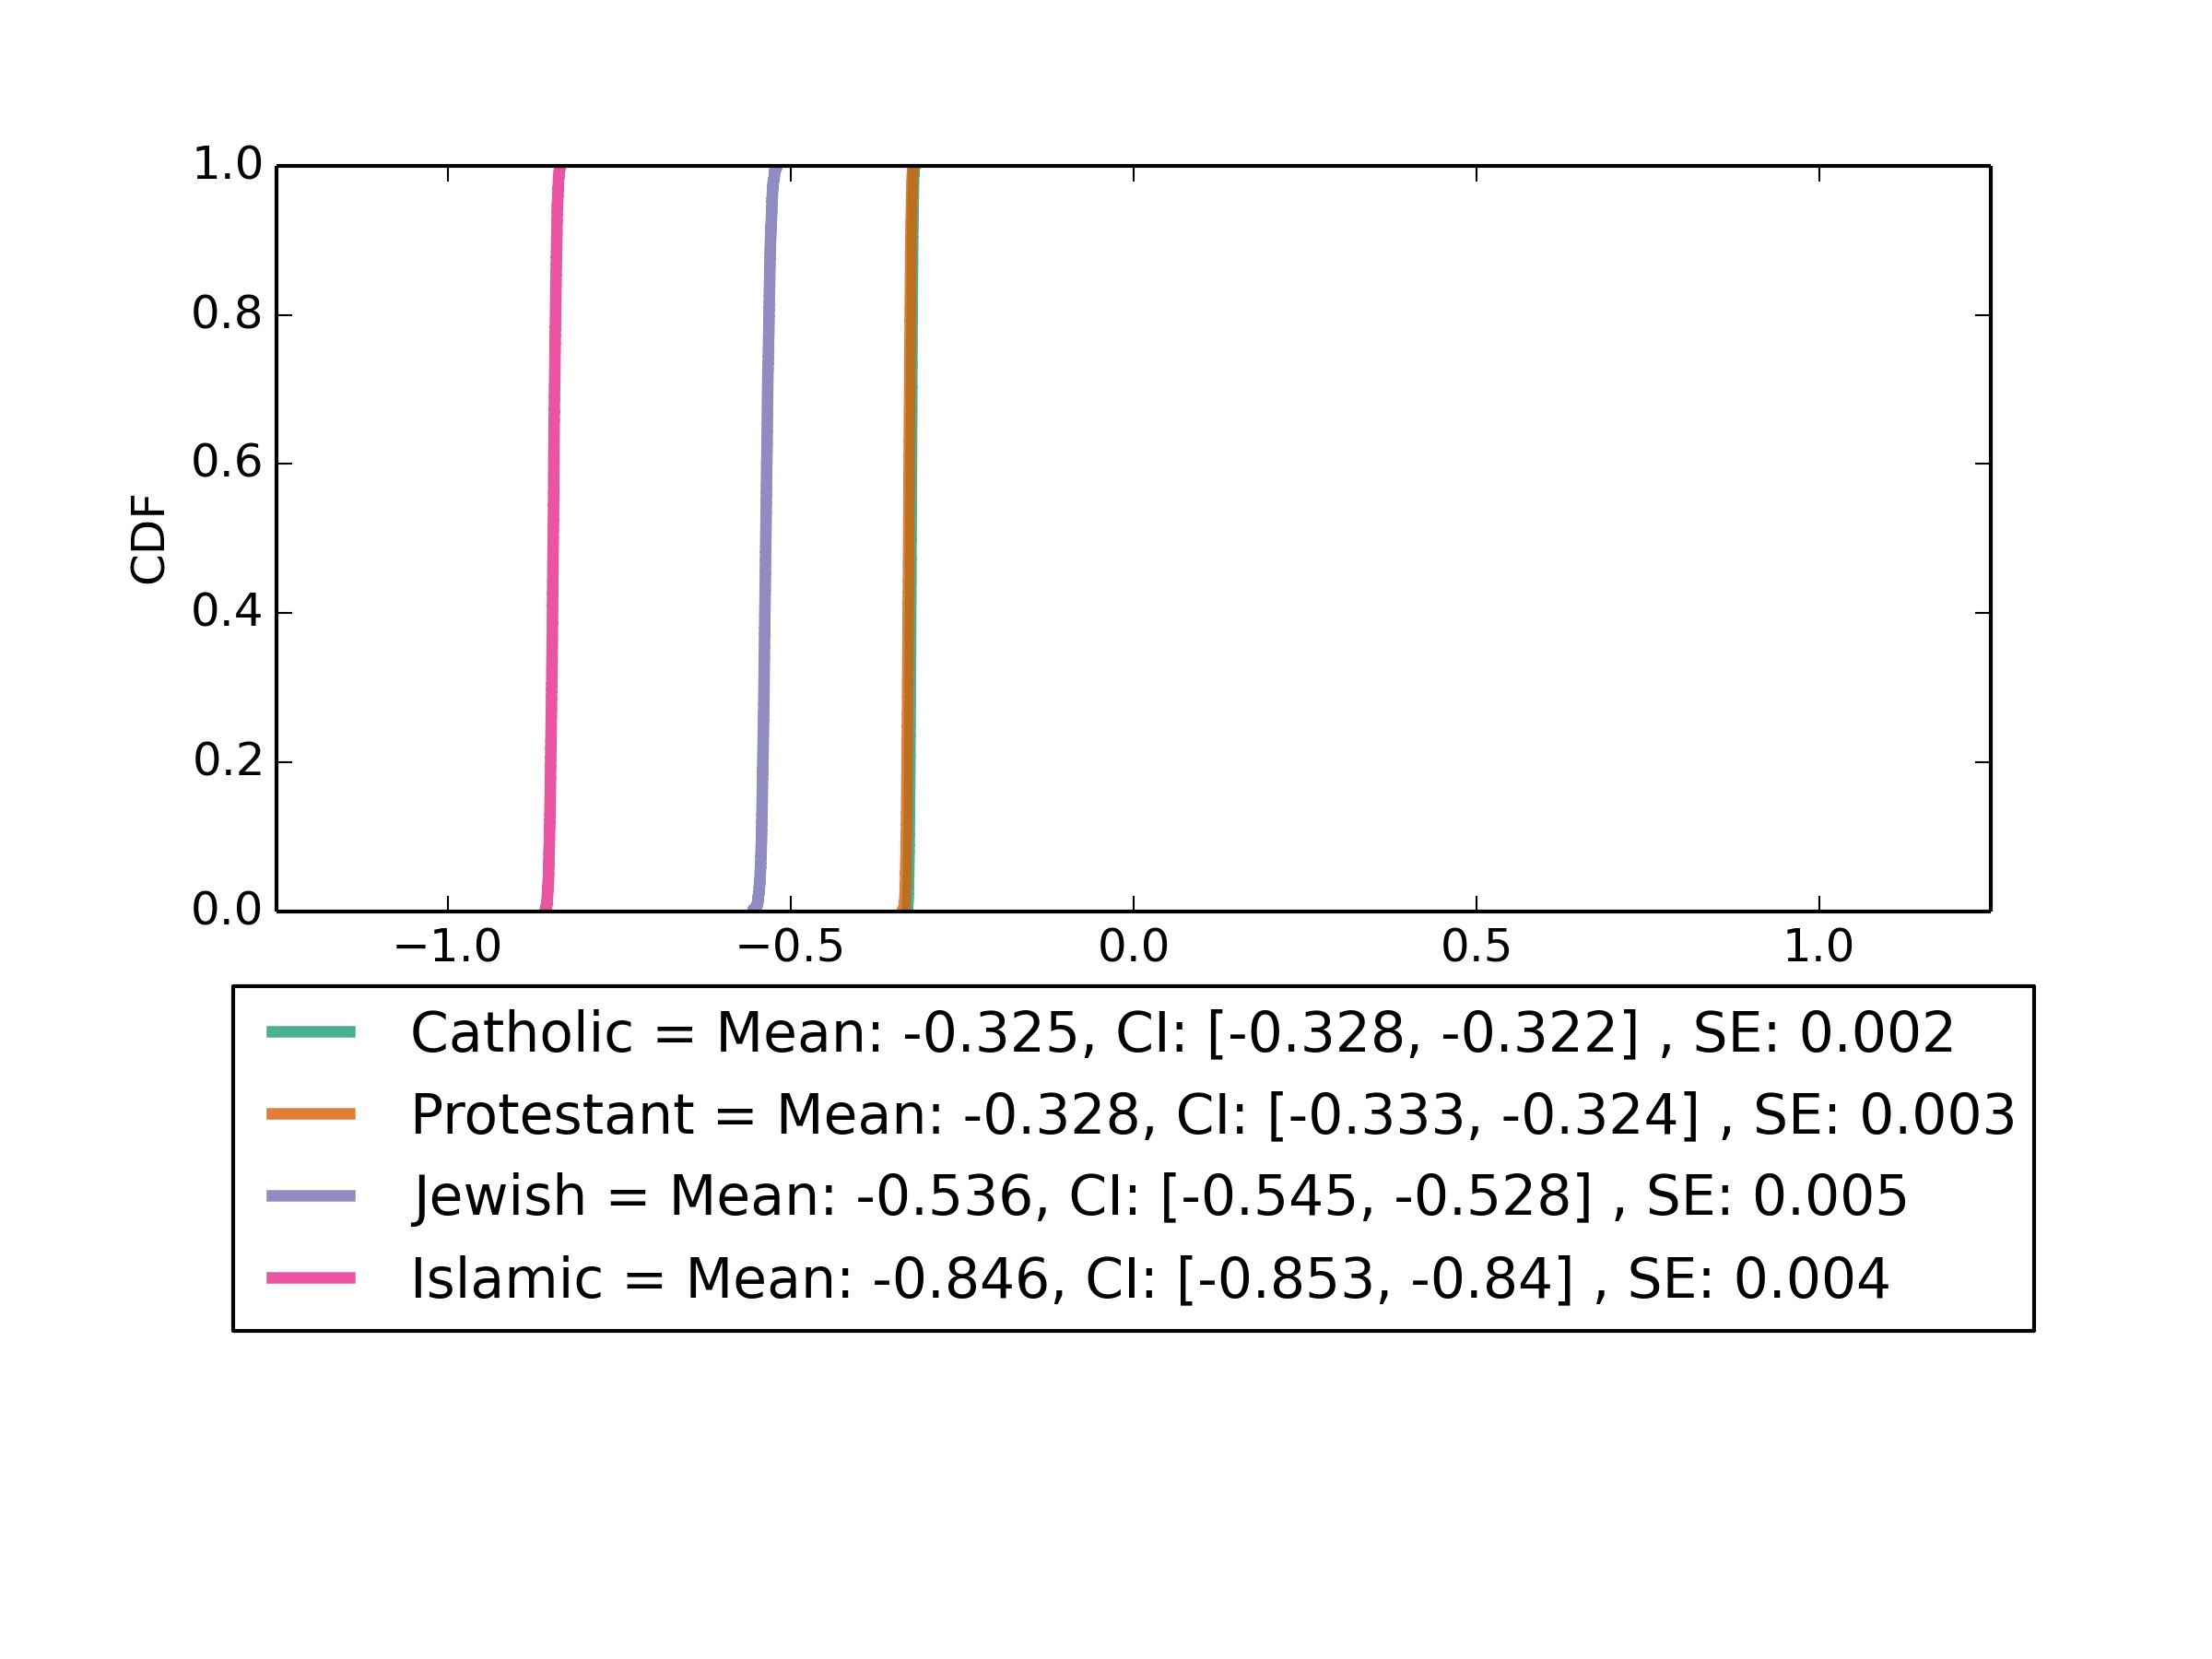 1.0
0.8
0.6
0.4
0.2
0.0
CDF
−1.0 −0.5 0.0 0.5 1.0
Catholic = Mean: -0.325, CI: [-0.328, -0.322] , SE: 0.002
Protestant = Mean: -0.328, CI: [-0.333, -0.324] , SE: 0.003
Jewish = Mean: -0.536, CI: [-0.545, -0.528] , SE: 0.005
Islamic = Mean: -0.846, CI: [-0.853, -0.84] , SE: 0.004